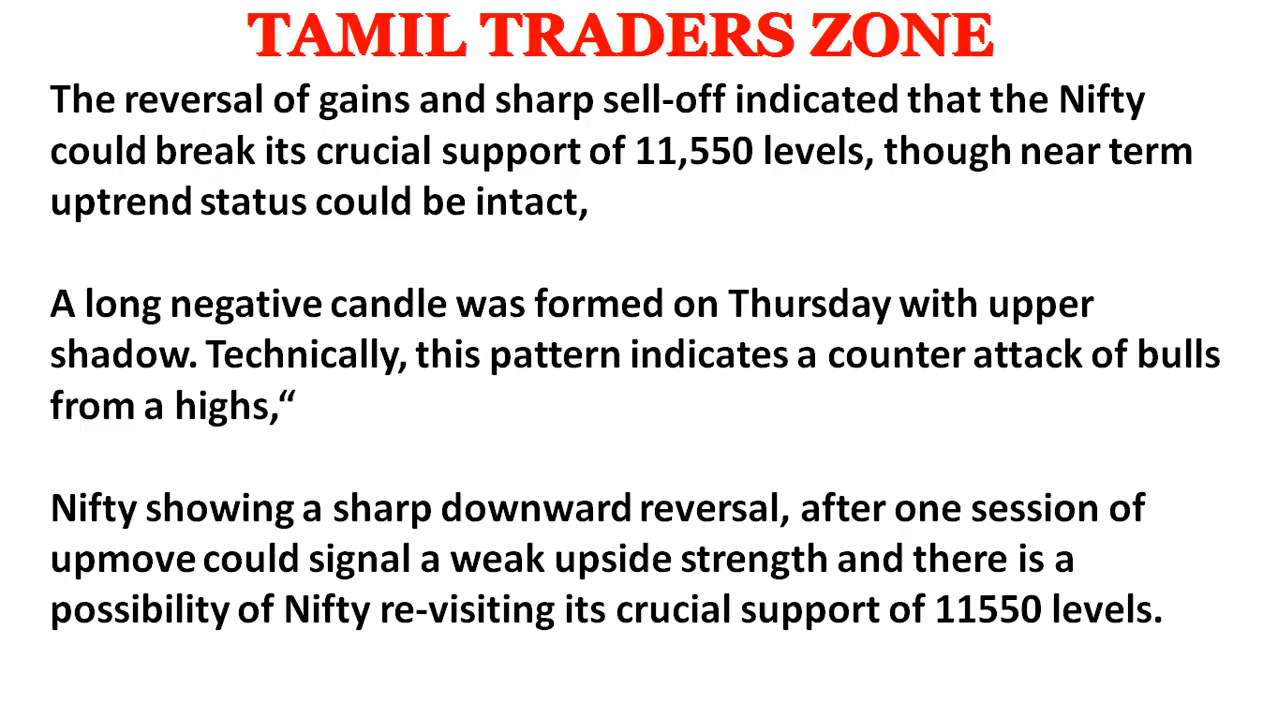 TAMIL TRADERS ZONE
The reversal of gains and sharp sell-off indicated that the Nifty
could break its crucial support of 11,550 levels, though near term
uptrend status could be intact,
A long negative candle was formed on Thursday with upper
shadow. Technically, this pattern indicates a counter attack of bulls
from a highs,“
Nifty showing a sharp downward reversal, after one session of
upmove could signal a weak upside strength and there is a
possibility of Nifty re-visiting its crucial support of 11550 levels.